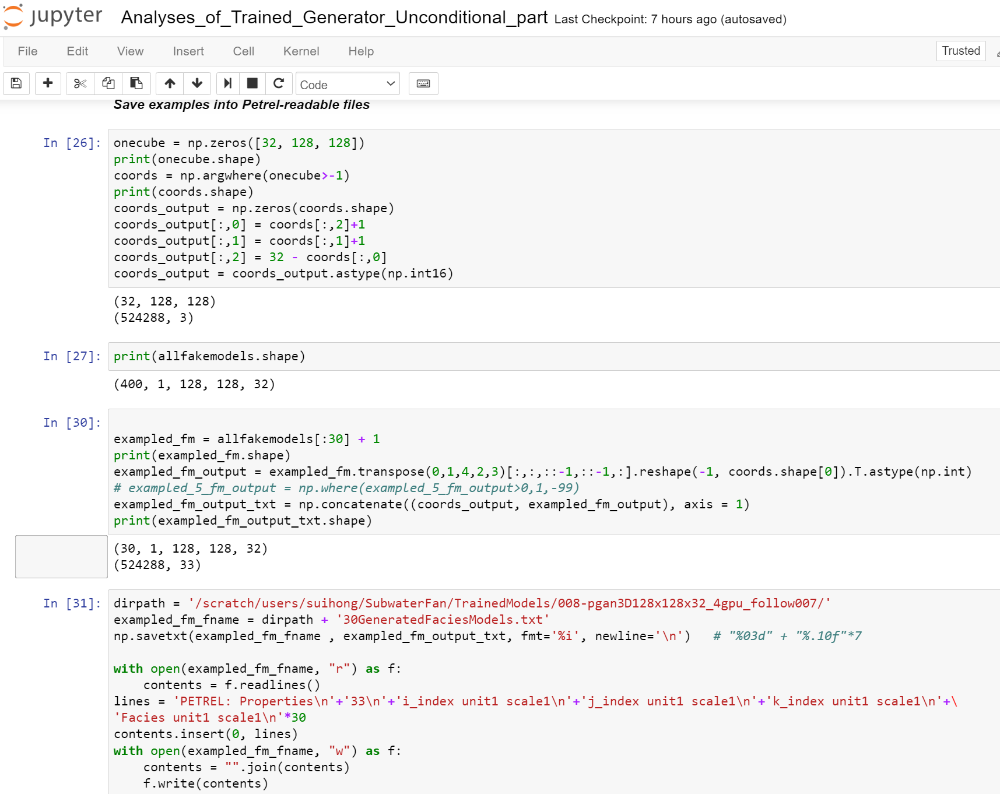 jupyter Analyses_of_Trained_Generator_Unconditional_part Last Checkpoint: 7 hours ago (autosaved)
File Edit View Insert Cell Kernel Help Trusted
Code
Save examples into Petrel-readable files
In [26]: onecube = np.zeros([32, 128, 128])
print(onecube.shape)
coords = np.argwhere(onecube>-1)
print(coords.shape)
coords_output = np.zeros(coords.shape)
coords_output[:,0] = coords[:,2]+1
coords_output[:,1] = coords[:,1]+1
coords_output[:,2] = 32 - coords[:,0]
coords_output = coords_output.astype(np.int16)
(32, 128, 128)
(524288, 3)
In [27]: print(allfakemodels.shape)
(400, 1, 128, 128, 32)
In [30]:
exampled_fm = allfakemodels[:30] + 1
print(exampled_fm.shape)
exampled_fm_output = exampled_fm.transpose(0,1,4,2,3)[:,:,::-1,::-1,:].reshape(-1, coords.shape[0]).T.astype(np.int)
# exampled_5_fm_output = np.where(exampled_5_fm_output>0,1,-99)
exampled_fm_output_txt = np.concatenate((coords_output, exampled_fm_output), axis = 1)
print(exampled_fm_output_txt.shape)
(30, 1, 128, 128, 32)
(524288, 33)
In [31]: dirpath = '/scratch/users/suihong/SubwaterFan/TrainedModels/008-pgan3D128x128x32_4gpu_follow007/'
exampled_fm_fname = dirpath + '30GeneratedFaciesModels.txt'
np.savetxt(exampled_fm_fname , exampled_fm_output_txt, fmt='%i', newline='\n')   # "%03d" + "%.10f"*7
with open(exampled_fm_fname, "r") as f:
    contents = f.readlines()
lines = 'PETREL: Properties\n'+'33\n'+'i_index unit1 scale1\n'+'j_index unit1 scale1\n'+'k_index unit1 scale1\n'+\
'Facies unit1 scale1\n'*30
contents.insert(0, lines)
with open(exampled_fm_fname, "w") as f:
    contents = "".join(contents)
    f.write(contents)